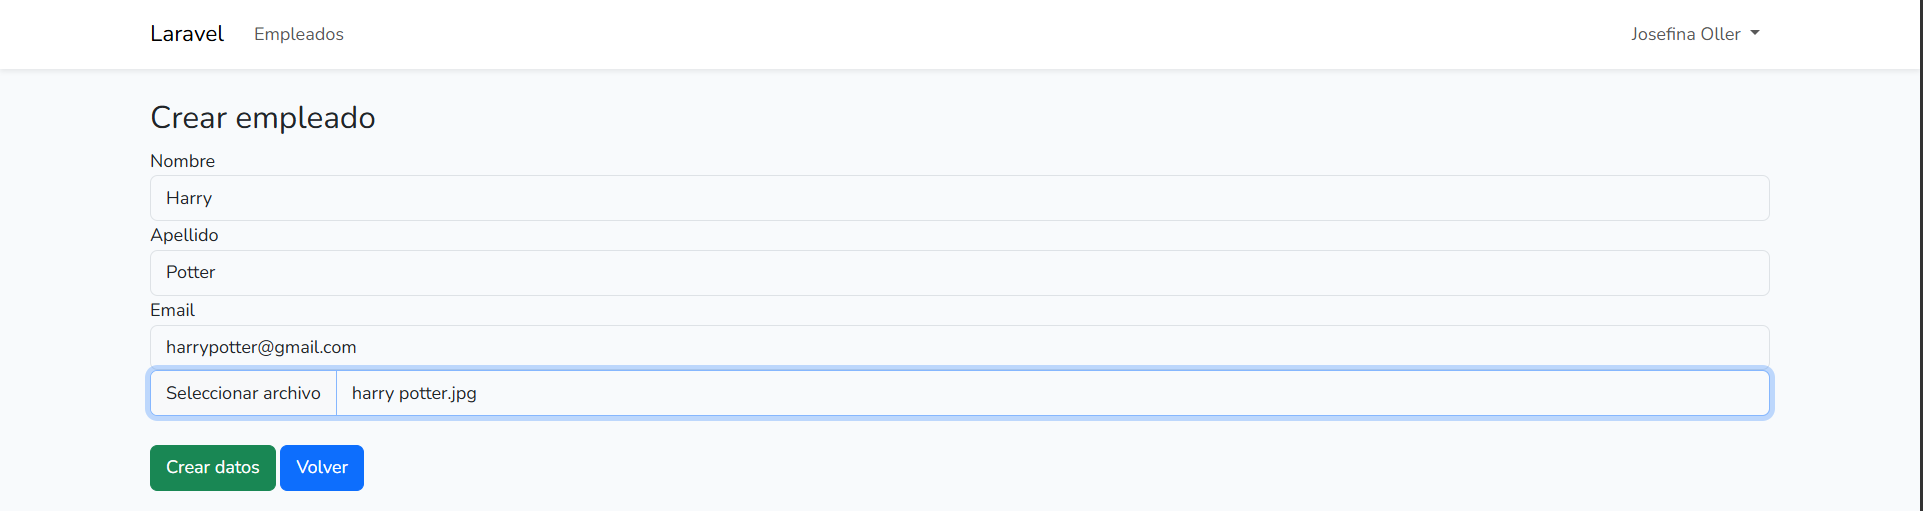 Laravel Empleados Josefina Oller
Crear empleado
Nombre
Harry
Apellido
Potter
Email
harrypotter@gmail.com
Seleccionar archivo harry potter.jpg
Crear datos Volver